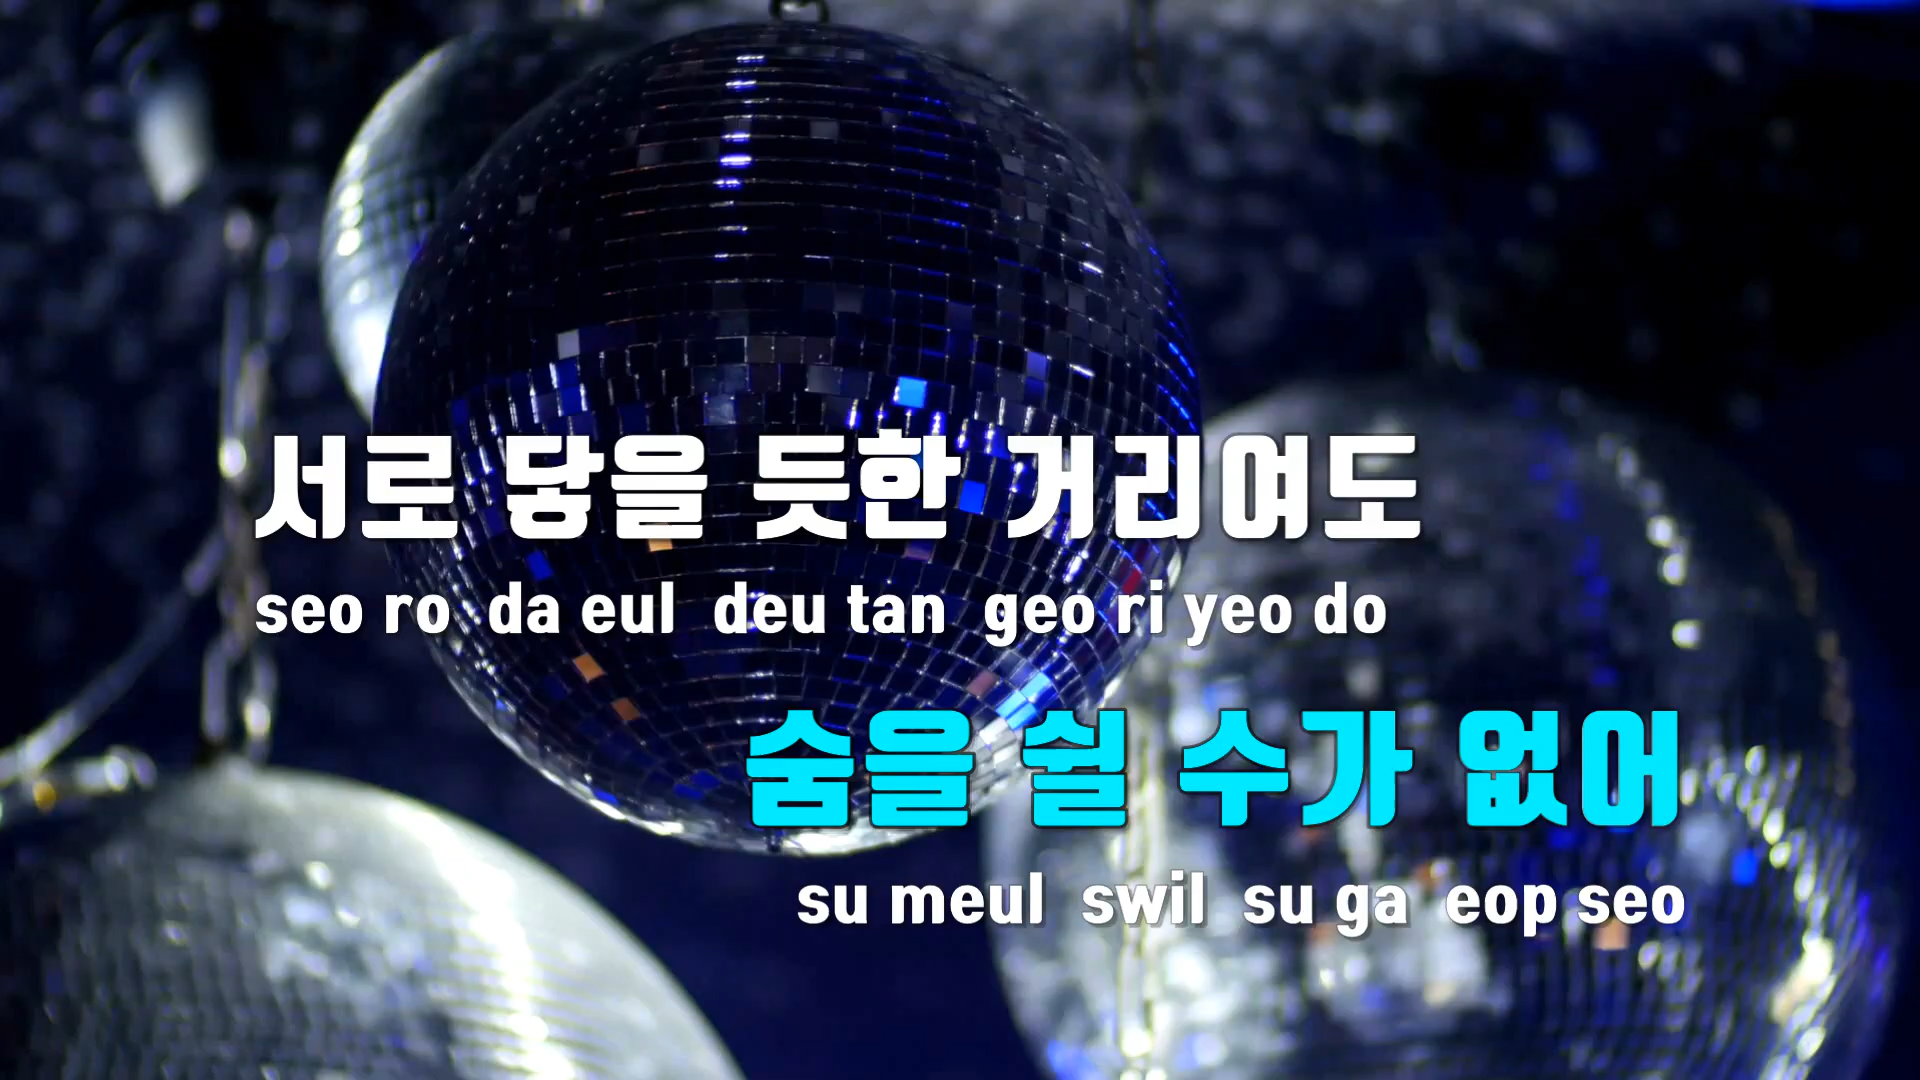 서로 닿을 듯한 거리여도
seo ro da eul deu tan geo ri yeo do
숨을 쉴 수가 없어
su meul swil su ga eop seo